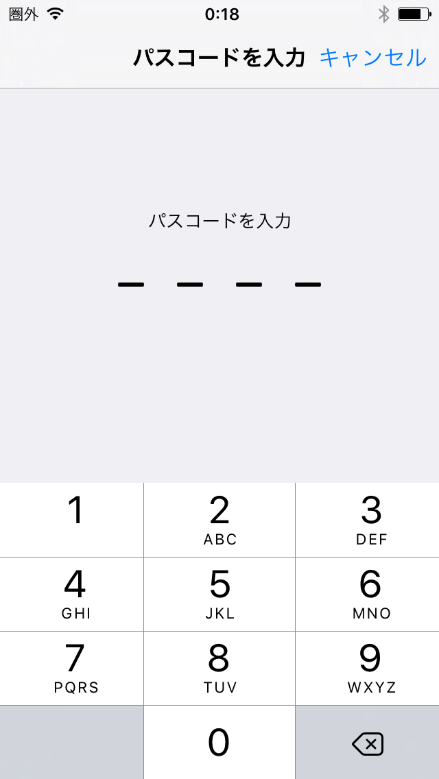 圏外 0:18
パスコードを入力 キャンセル
パスコードを入力
1 2 3
ABC DEF
4 5 6
GHI JKL MNO
7 8 9
PQRS TUV WXYZ
0